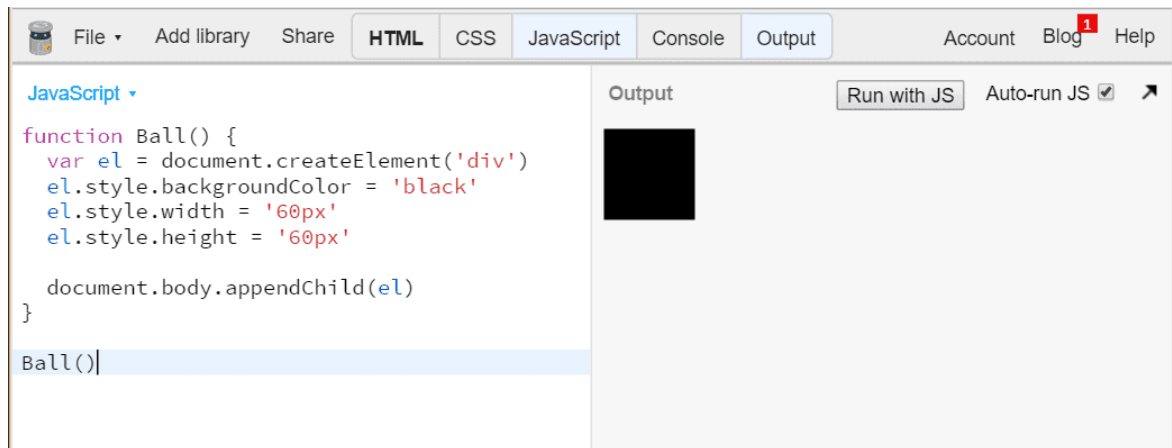 File ▾ Add library Share HTML CSS JavaScript Console Output Account Blog 1 Help
JavaScript ▾
function Ball() {
  var el = document.createElement('div')
  el.style.backgroundColor = 'black'
  el.style.width = '60px'
  el.style.height = '60px'

  document.body.appendChild(el)
}

Ball()
Output Run with JS Auto-run JS